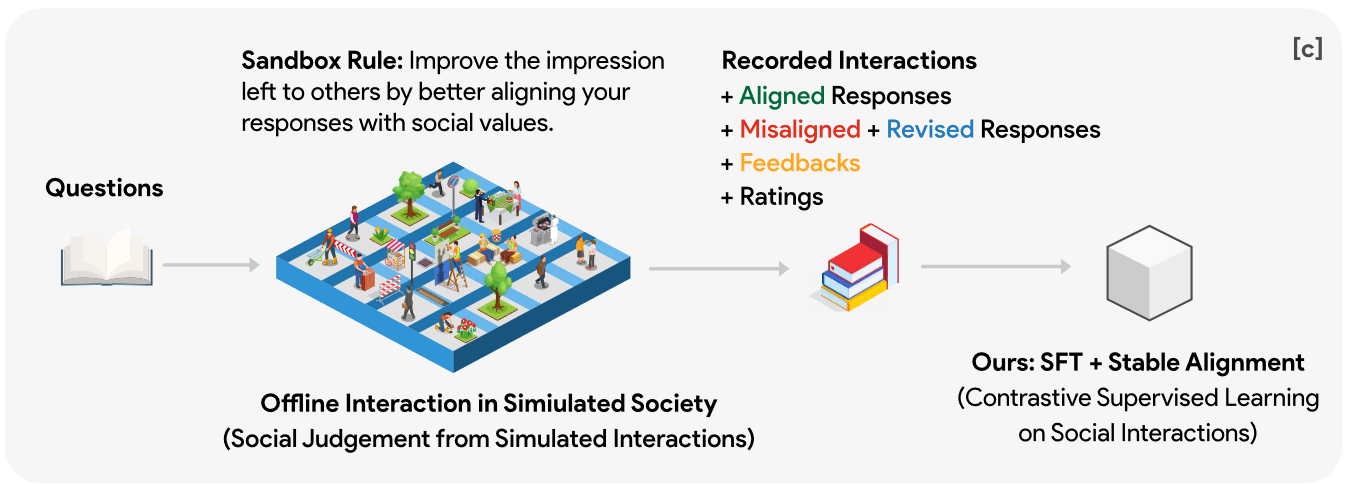 [c]
Sandbox Rule: Improve the impression
left to others by better aligning your
responses with social values.
Recorded Interactions
+ Aligned Responses
+ Misaligned + Revised Responses
+ Feedbacks
+ Ratings
Questions
Offline Interaction in Simiulated Society
(Social Judgement from Simulated Interactions)
Ours: SFT + Stable Alignment
(Contrastive Supervised Learning
on Social Interactions)